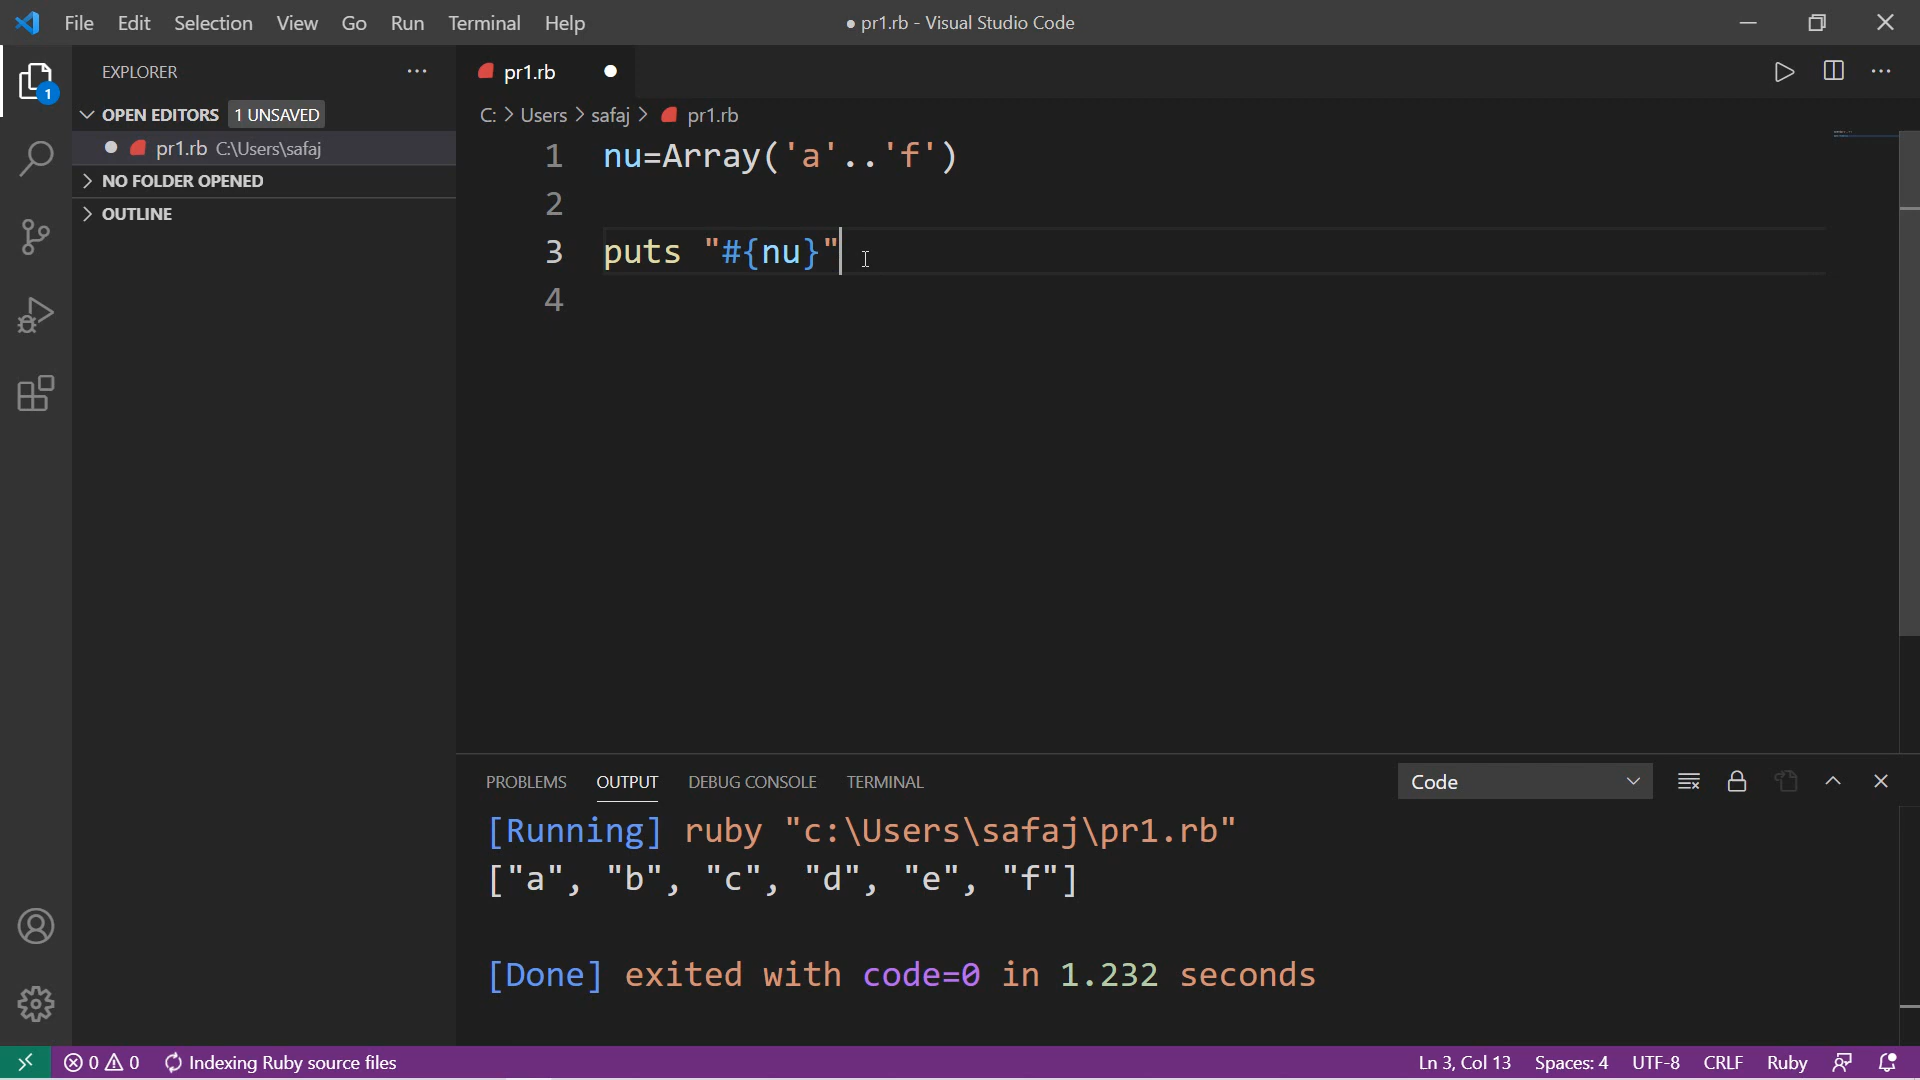 File Edit Selection View Go Run Terminal Help
● pr1.rb - Visual Studio Code
EXPLORER
1
OPEN EDITORS 1 UNSAVED
pr1.rb C:\Users\safaj
NO FOLDER OPENED
OUTLINE
pr1.rb
C: > Users > safaj > pr1.rb
1 nu=Array('a'..'f')
2
3 puts "#{nu}"
4
PROBLEMS OUTPUT DEBUG CONSOLE TERMINAL
Code
[Running] ruby "c:\Users\safaj\pr1.rb"
["a", "b", "c", "d", "e", "f"]
[Done] exited with code=0 in 1.232 seconds
0 0 Indexing Ruby source files
Ln 3, Col 13 Spaces: 4 UTF-8 CRLF Ruby